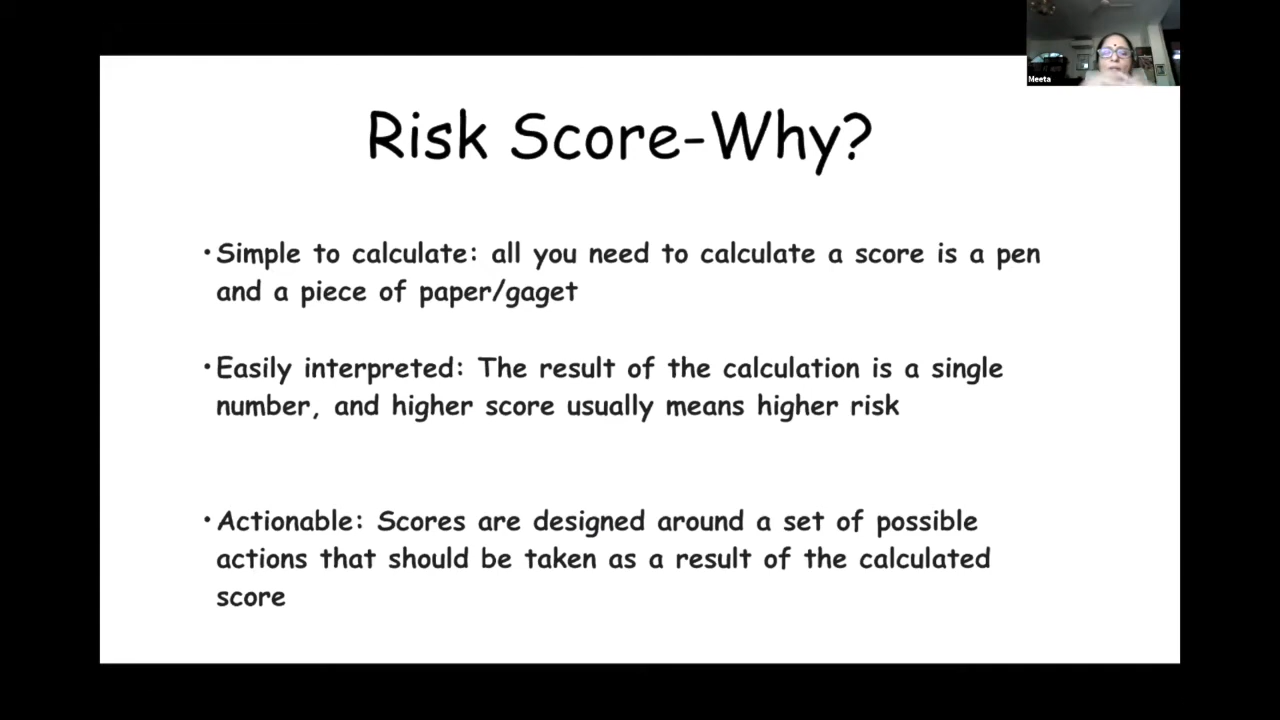 Meeta
Risk Score-Why?
• Simple to calculate: all you need to calculate a score is a pen
and a piece of paper/gaget
• Easily interpreted: The result of the calculation is a single
number, and higher score usually means higher risk
• Actionable: Scores are designed around a set of possible
actions that should be taken as a result of the calculated
score